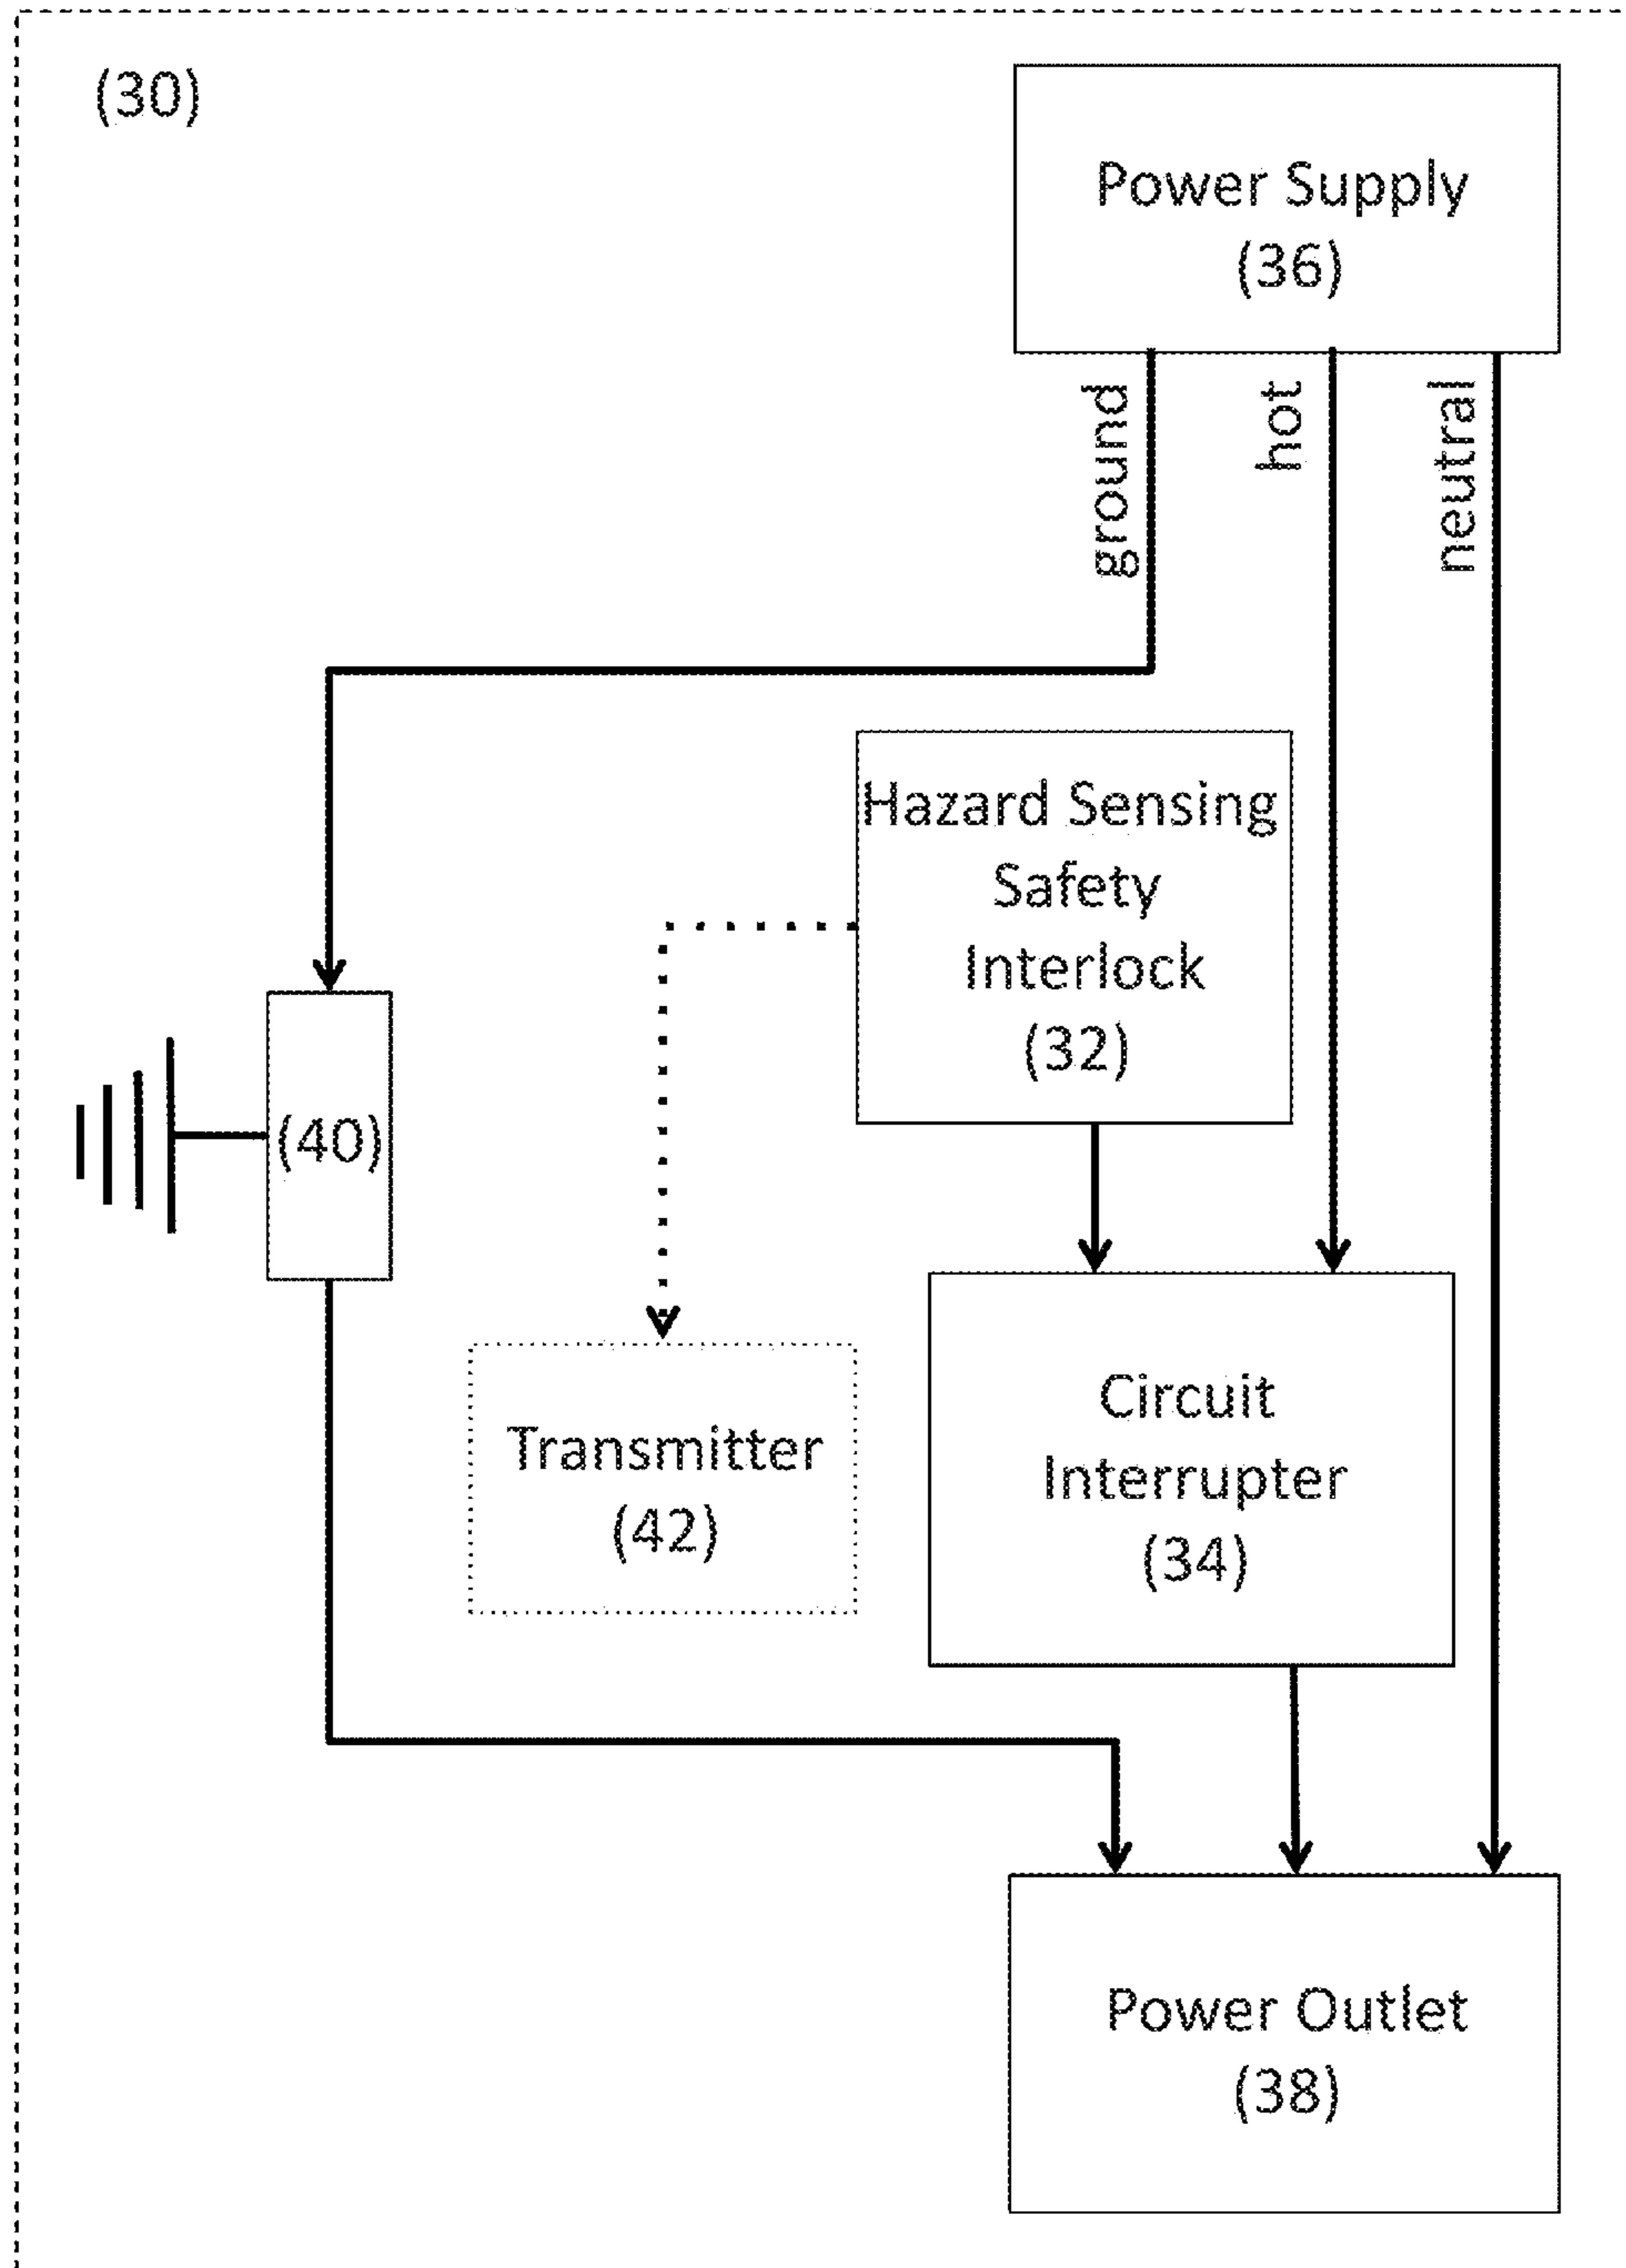 (30)
Power Supply
(36)
ground
hot
neutral
Hazard Sensing
Safety
Interlock
(32)
(40)
Transmitter
(42)
Circuit
Interrupter
(34)
Power Outlet
(38)